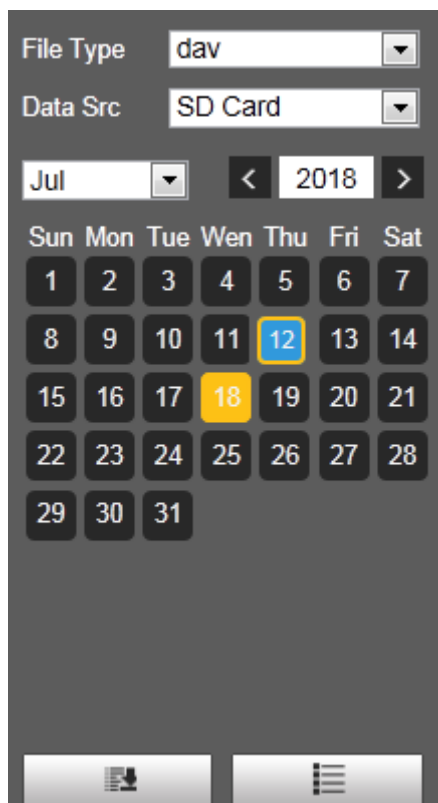 File Type dav
Data Src SD Card
Jul < 2018 >
Sun Mon Tue Wen Thu Fri Sat
1 2 3 4 5 6 7
8 9 10 11 12 13 14
15 16 17 18 19 20 21
22 23 24 25 26 27 28
29 30 31